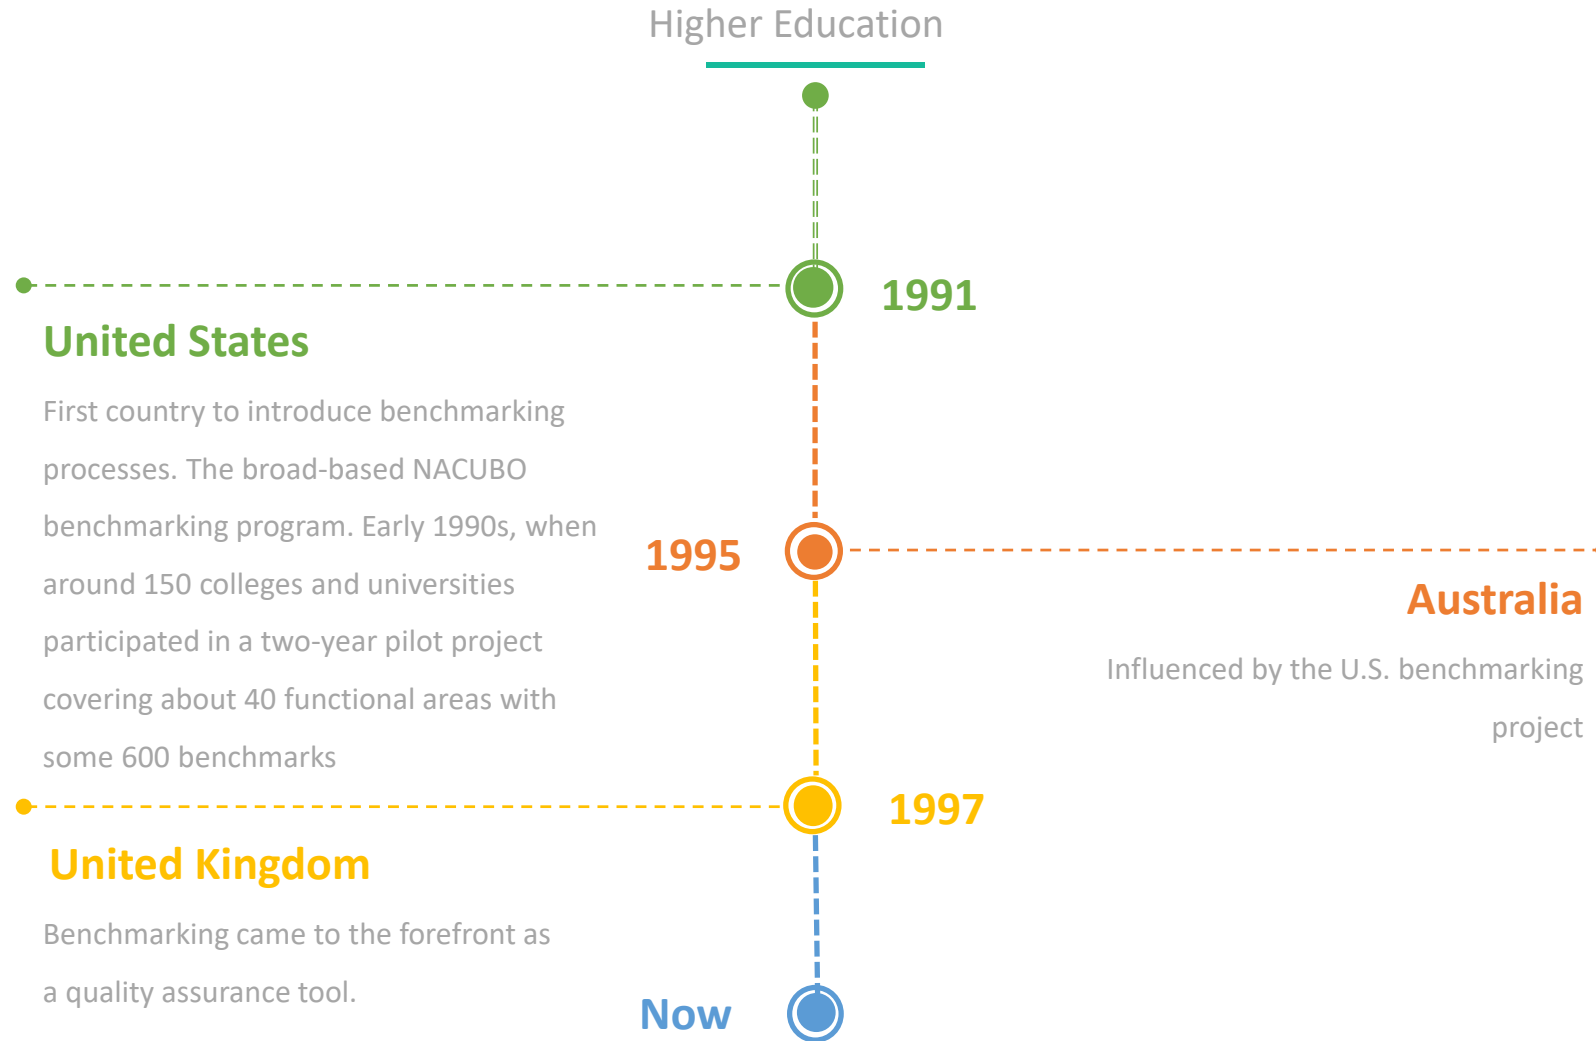 Higher Education
1991
United States
First country to introduce benchmarking
processes. The broad-based NACUBO
benchmarking program. Early 1990s, when
around 150 colleges and universities
participated in a two-year pilot project
covering about 40 functional areas with
some 600 benchmarks
1995
Australia
Influenced by the U.S. benchmarking
project
1997
United Kingdom
Benchmarking came to the forefront as
a quality assurance tool.
Now